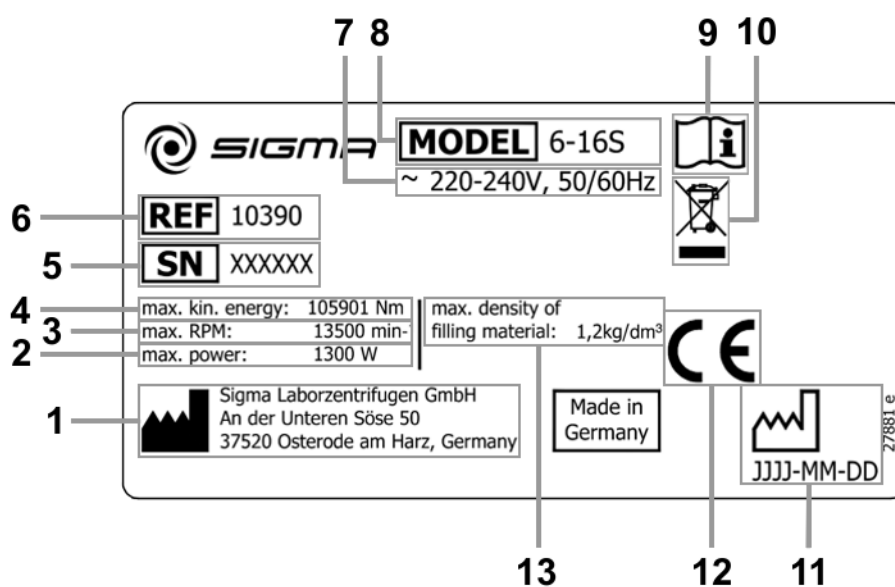 7 8 9 10
SIGMA
MODEL 6-16S
~ 220-240V, 50/60Hz
6 REF 10390
5 SN XXXXXX
4 max. kin. energy: 105901 Nm
3 max. RPM: 13500 min-
2 max. power: 1300 W
max. density of
filling material: 1,2kg/dm³
CE
1 Sigma Laborzentrifugen GmbH
An der Unteren Söse 50
37520 Osterode am Harz, Germany
Made in
Germany
JJJJ-MM-DD
27881 e
13 12 11